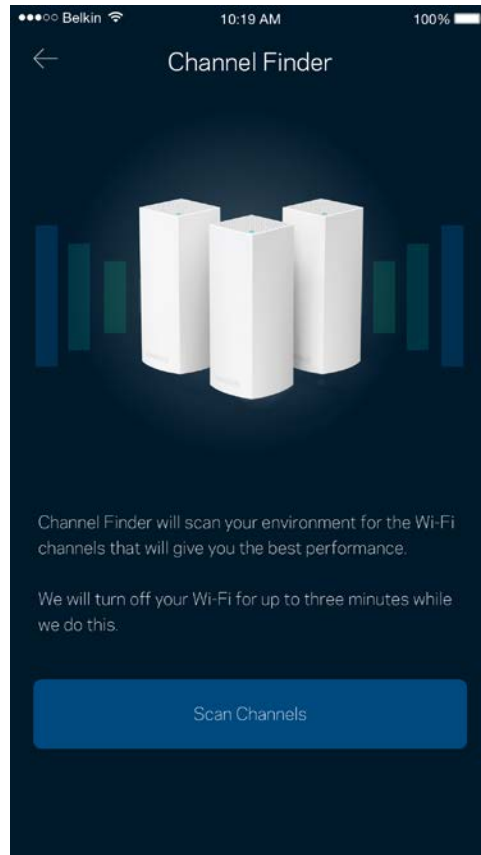 Belkin 10:19 AM 100%
Channel Finder
Channel Finder will scan your environment for the Wi-Fi
channels that will give you the best performance.
We will turn off your Wi-Fi for up to three minutes while
we do this.
Scan Channels